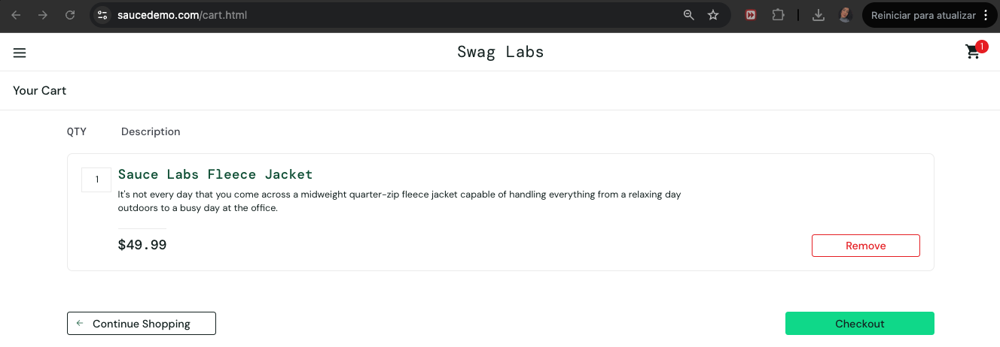 saucedemo.com/cart.html
Reiniciar para atualizar
Swag Labs
1
Your Cart
QTY Description
1
Sauce Labs Fleece Jacket
It's not every day that you come across a midweight quarter-zip fleece jacket capable of handling everything from a relaxing day
outdoors to a busy day at the office.
$49.99
Remove
Continue Shopping
Checkout